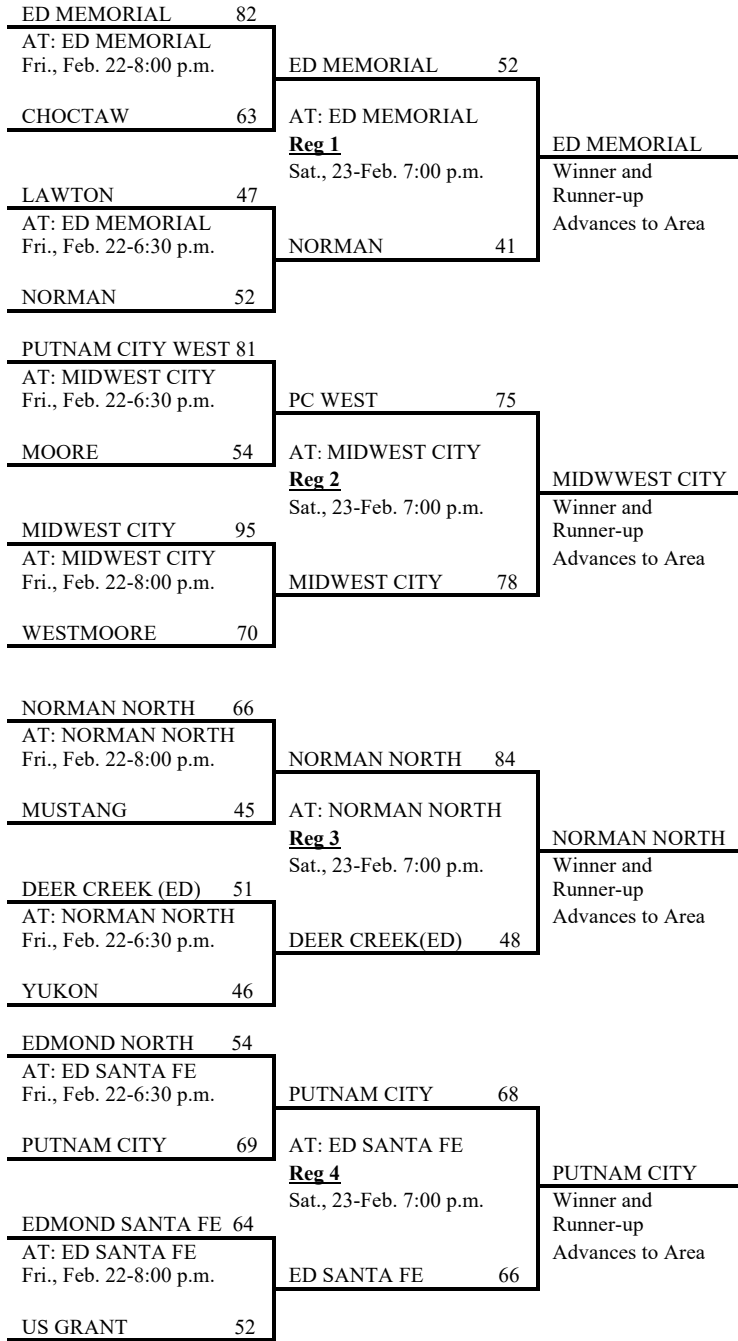 ED MEMORIAL 82
AT: ED MEMORIAL
Fri., Feb. 22-8:00 p.m.
ED MEMORIAL 52
CHOCTAW 63
AT: ED MEMORIAL
Reg 1
ED MEMORIAL
Sat., 23-Feb. 7:00 p.m.
Winner and
LAWTON 47
Runner-up
AT: ED MEMORIAL
Advances to Area
Fri., Feb. 22-6:30 p.m.
NORMAN 41
NORMAN 52
PUTNAM CITY WEST 81
AT: MIDWEST CITY
Fri., Feb. 22-6:30 p.m.
PC WEST 75
MOORE 54
AT: MIDWEST CITY
Reg 2
MIDWWEST CITY
Sat., 23-Feb. 7:00 p.m.
Winner and
MIDWEST CITY 95
Runner-up
AT: MIDWEST CITY
Advances to Area
Fri., Feb. 22-8:00 p.m.
MIDWEST CITY 78
WESTMOORE 70
NORMAN NORTH 66
AT: NORMAN NORTH
Fri., Feb. 22-8:00 p.m.
NORMAN NORTH 84
MUSTANG 45
AT: NORMAN NORTH
Reg 3
NORMAN NORTH
Sat., 23-Feb. 7:00 p.m.
Winner and
DEER CREEK (ED) 51
Runner-up
AT: NORMAN NORTH
Advances to Area
Fri., Feb. 22-6:30 p.m.
DEER CREEK(ED) 48
YUKON 46
EDMOND NORTH 54
AT: ED SANTA FE
Fri., Feb. 22-6:30 p.m.
PUTNAM CITY 68
PUTNAM CITY 69
AT: ED SANTA FE
Reg 4
PUTNAM CITY
Sat., 23-Feb. 7:00 p.m.
Winner and
EDMOND SANTA FE 64
Runner-up
AT: ED SANTA FE
Advances to Area
Fri., Feb. 22-8:00 p.m.
ED SANTA FE 66
US GRANT 52